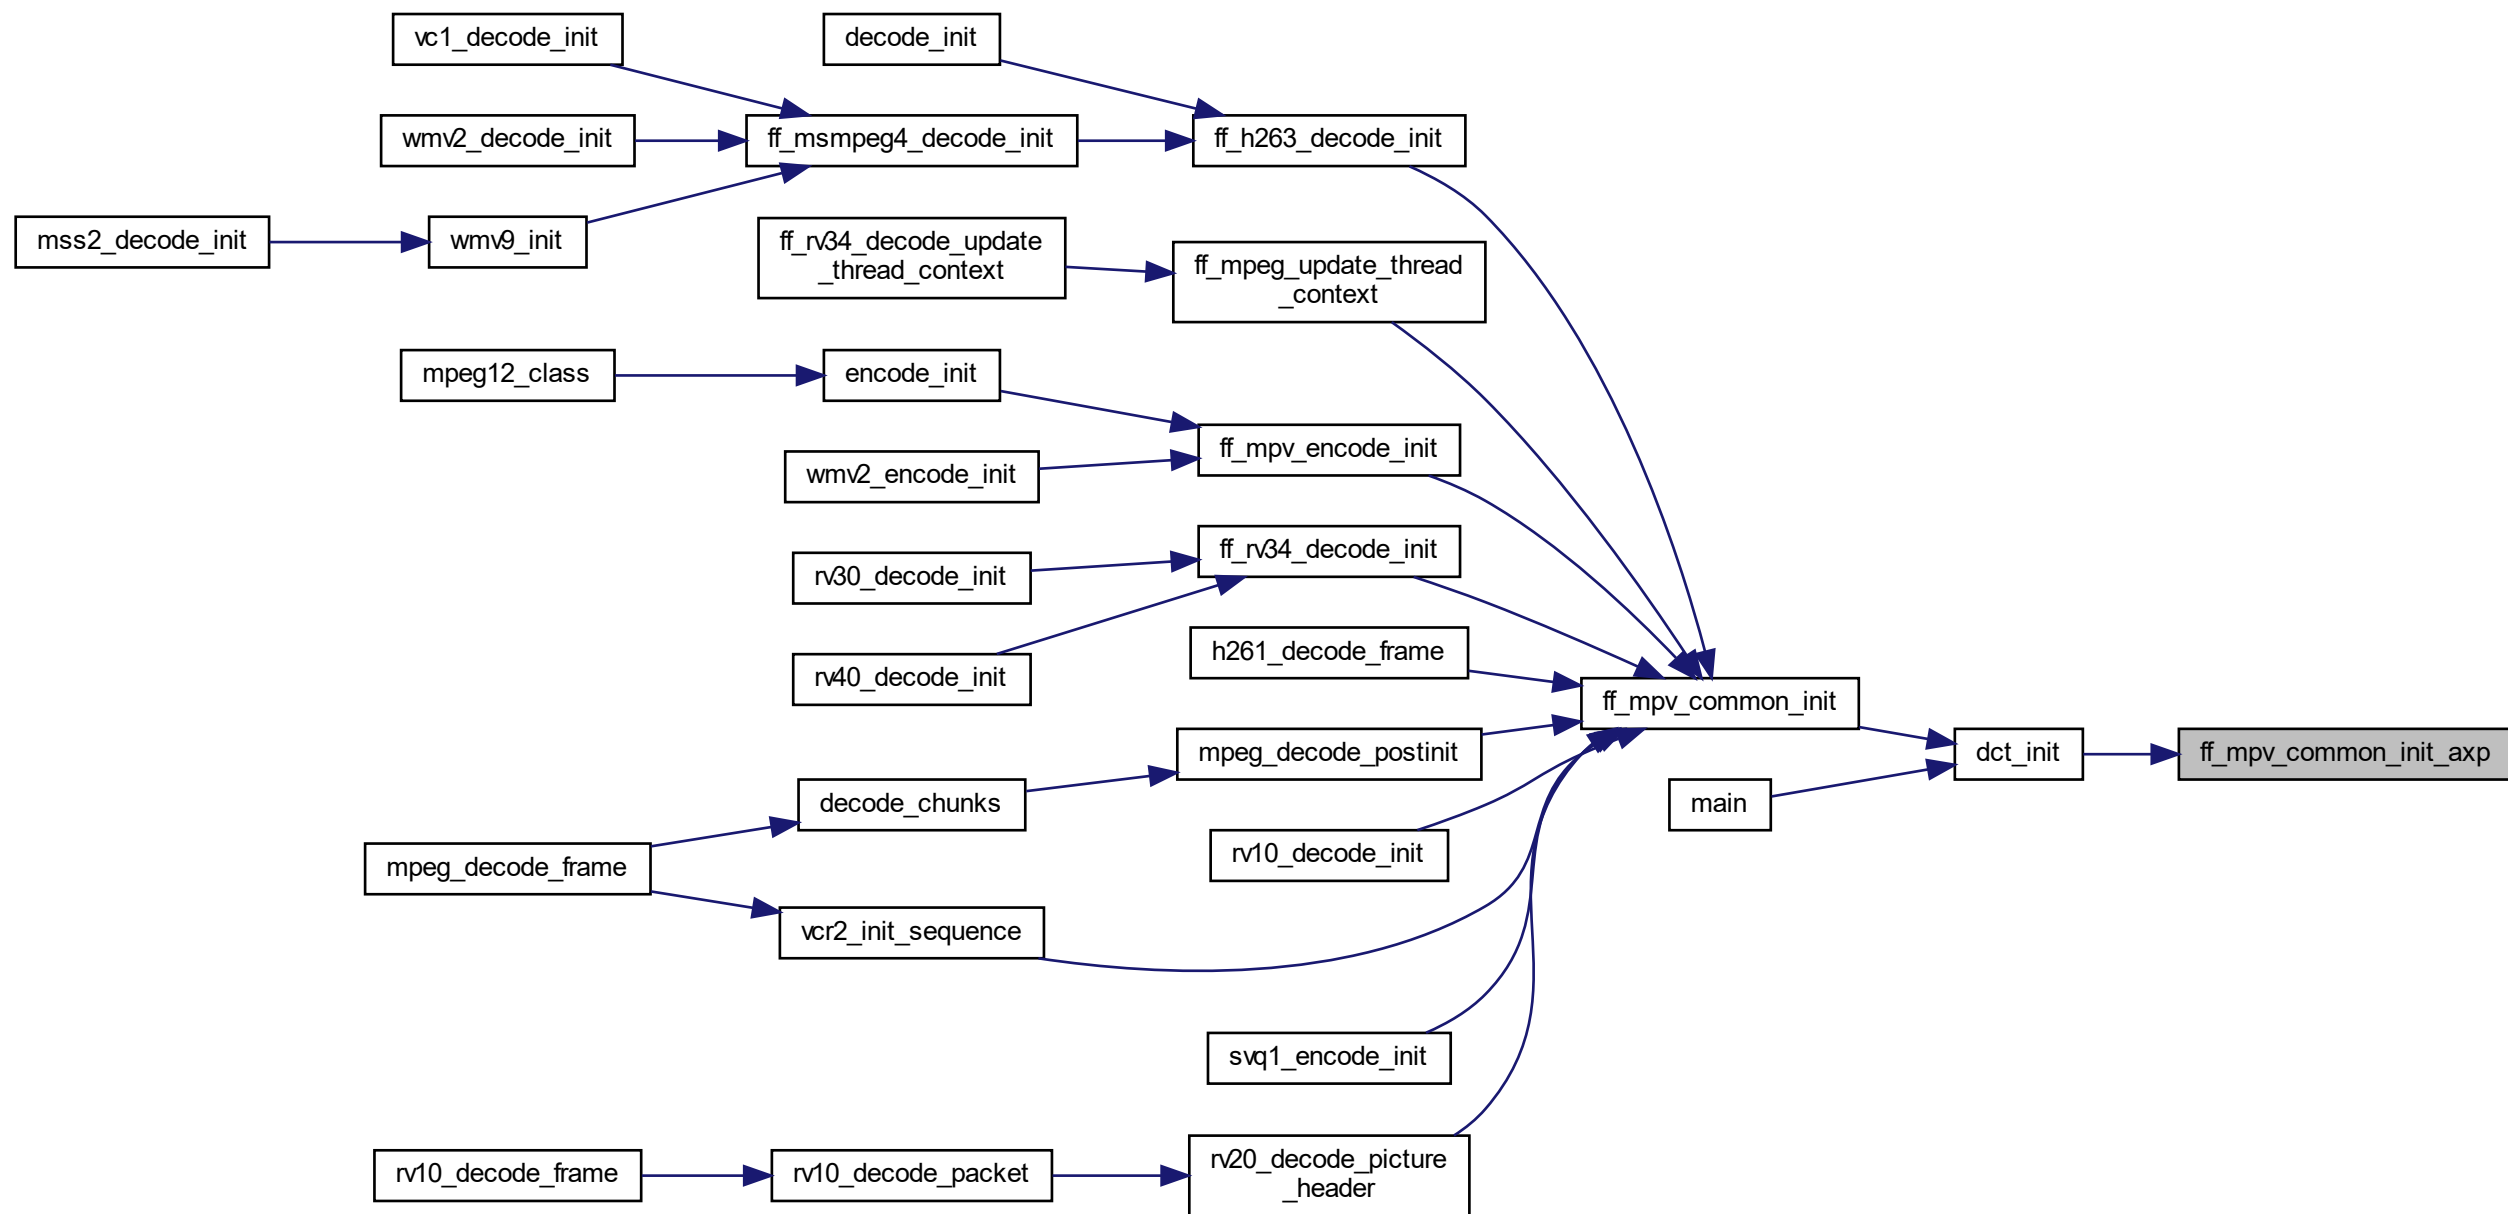 vc1_decode_init
decode_init
wmv2_decode_init
ff_msmpeg4_decode_init
ff_h263_decode_init
mss2_decode_init
wmv9_init
ff_rv34_decode_update
_thread_context
ff_mpeg_update_thread
_context
mpeg12_class
encode_init
ff_mpv_encode_init
wmv2_encode_init
ff_rv34_decode_init
rv30_decode_init
rv40_decode_init
h261_decode_frame
ff_mpv_common_init
mpeg_decode_postinit
dct_init
ff_mpv_common_init_axp
decode_chunks
main
mpeg_decode_frame
rv10_decode_init
vcr2_init_sequence
svq1_encode_init
rv10_decode_frame
rv10_decode_packet
rv20_decode_picture
_header